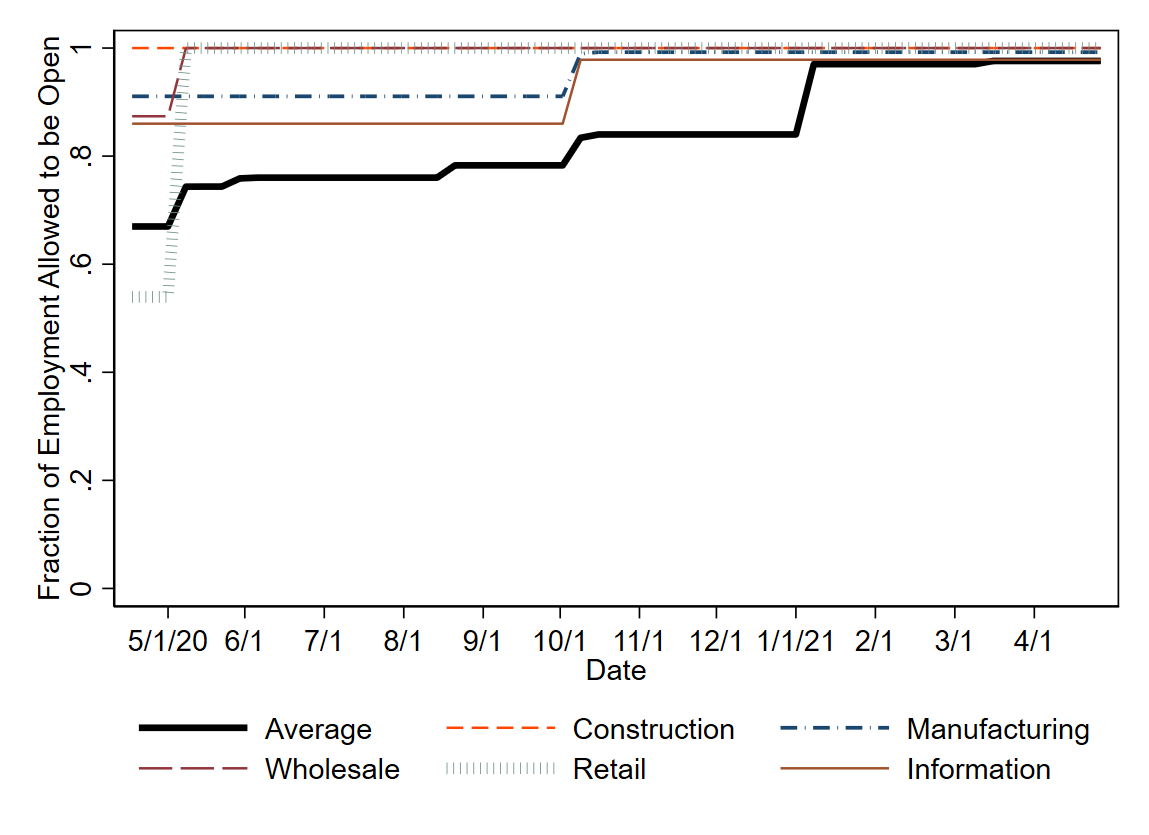 Fraction of Employment Allowed to be Open
1
.8
.6
.4
.2
0
5/1/20 6/1 7/1 8/1 9/1 10/1 11/1 12/1 1/1/21 2/1 3/1 4/1
Date
Average Construction Manufacturing
Wholesale Retail Information